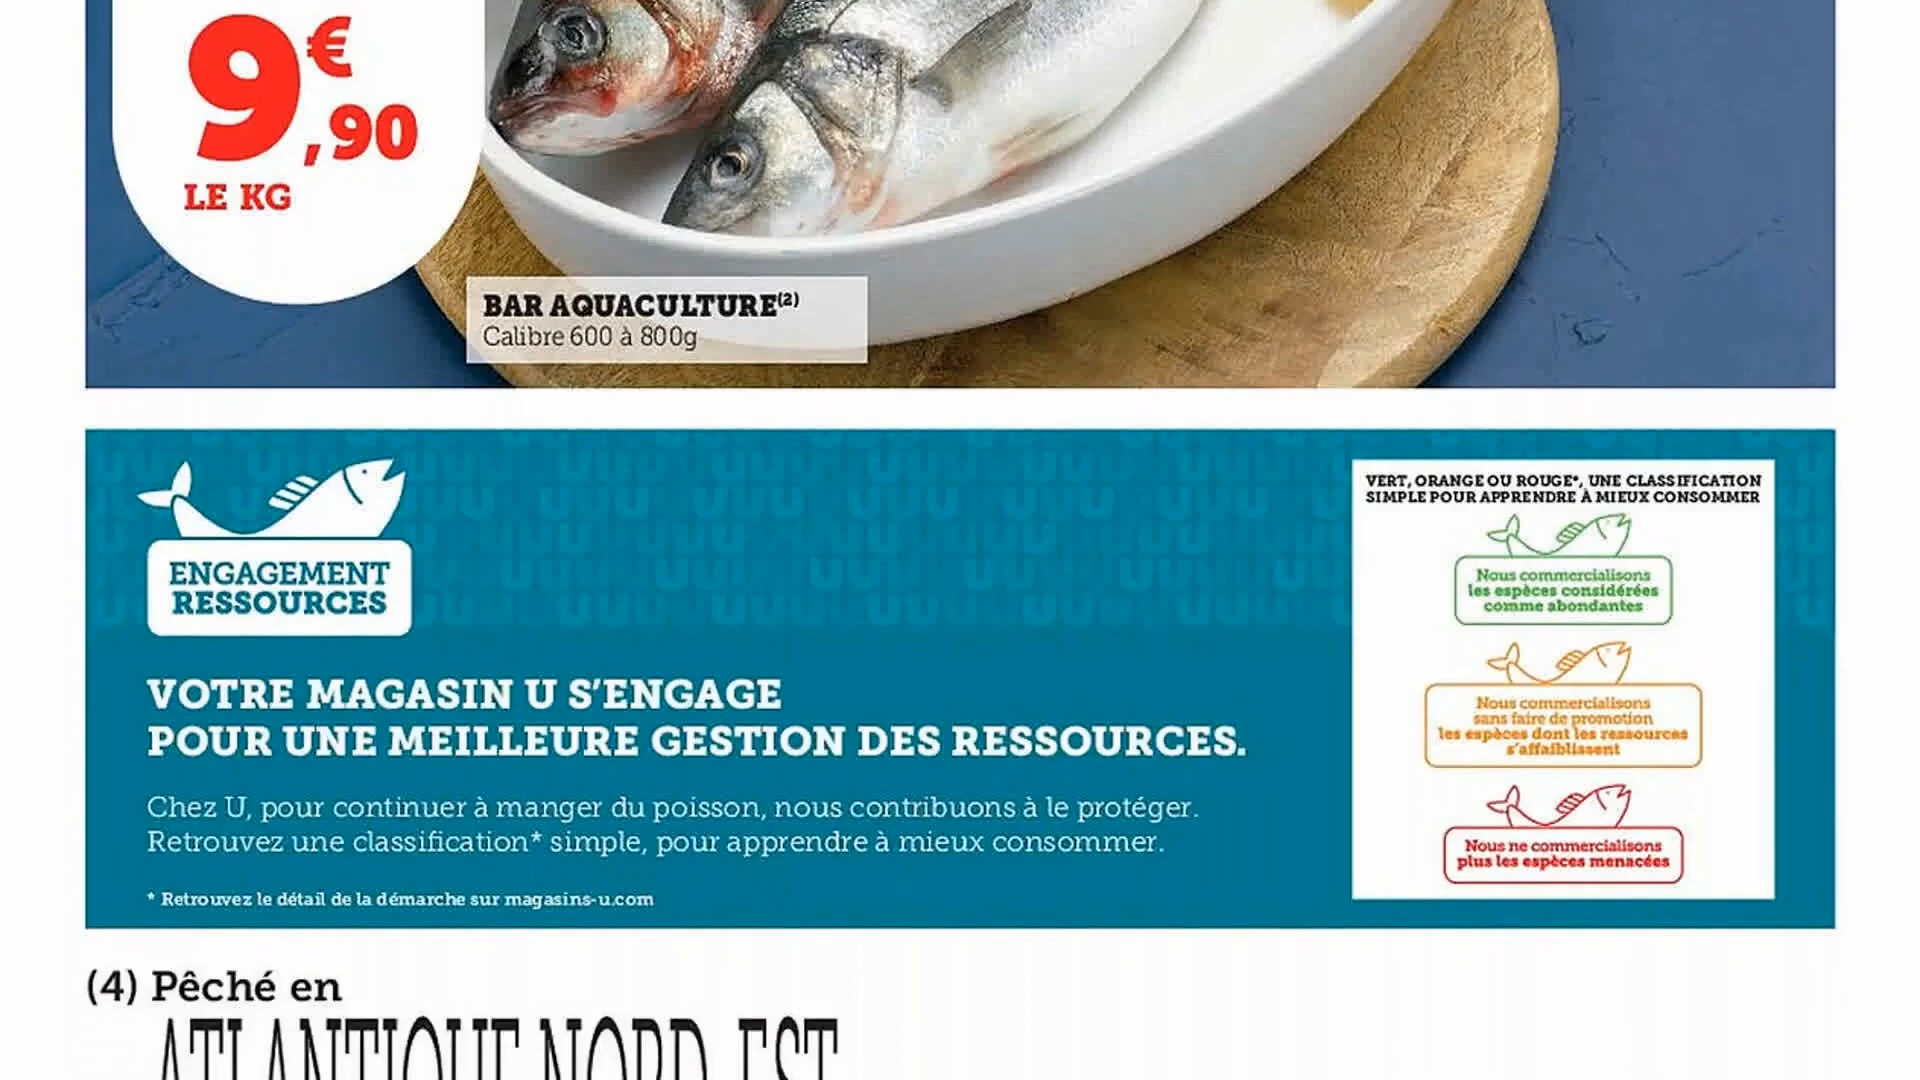 9€,90
LE KG
BAR AQUACULTURE(2)
Calibre 600 à 800g
ENGAGEMENT
RESSOURCES
VOTRE MAGASIN U S'ENGAGE
POUR UNE MEILLEURE GESTION DES RESSOURCES.
Chez U, pour continuer à manger du poisson, nous contribuons à le protéger.
Retrouvez une classification* simple, pour apprendre à mieux consommer.
* Retrouvez le détail de la démarche sur magasins-u.com
VERT, ORANGE OU ROUGE*, UNE CLASSIFICATION
SIMPLE POUR APPRENDRE À MIEUX CONSOMMER
Nous commercialisons
les espèces considérées
comme abondantes
Nous commercialisons
sans faire de promotion
les espèces dont les ressources
s'affaiblissent
Nous ne commercialisons
plus les espèces menacées
(4) Pêché en
ATLANTIQUE NORD-EST